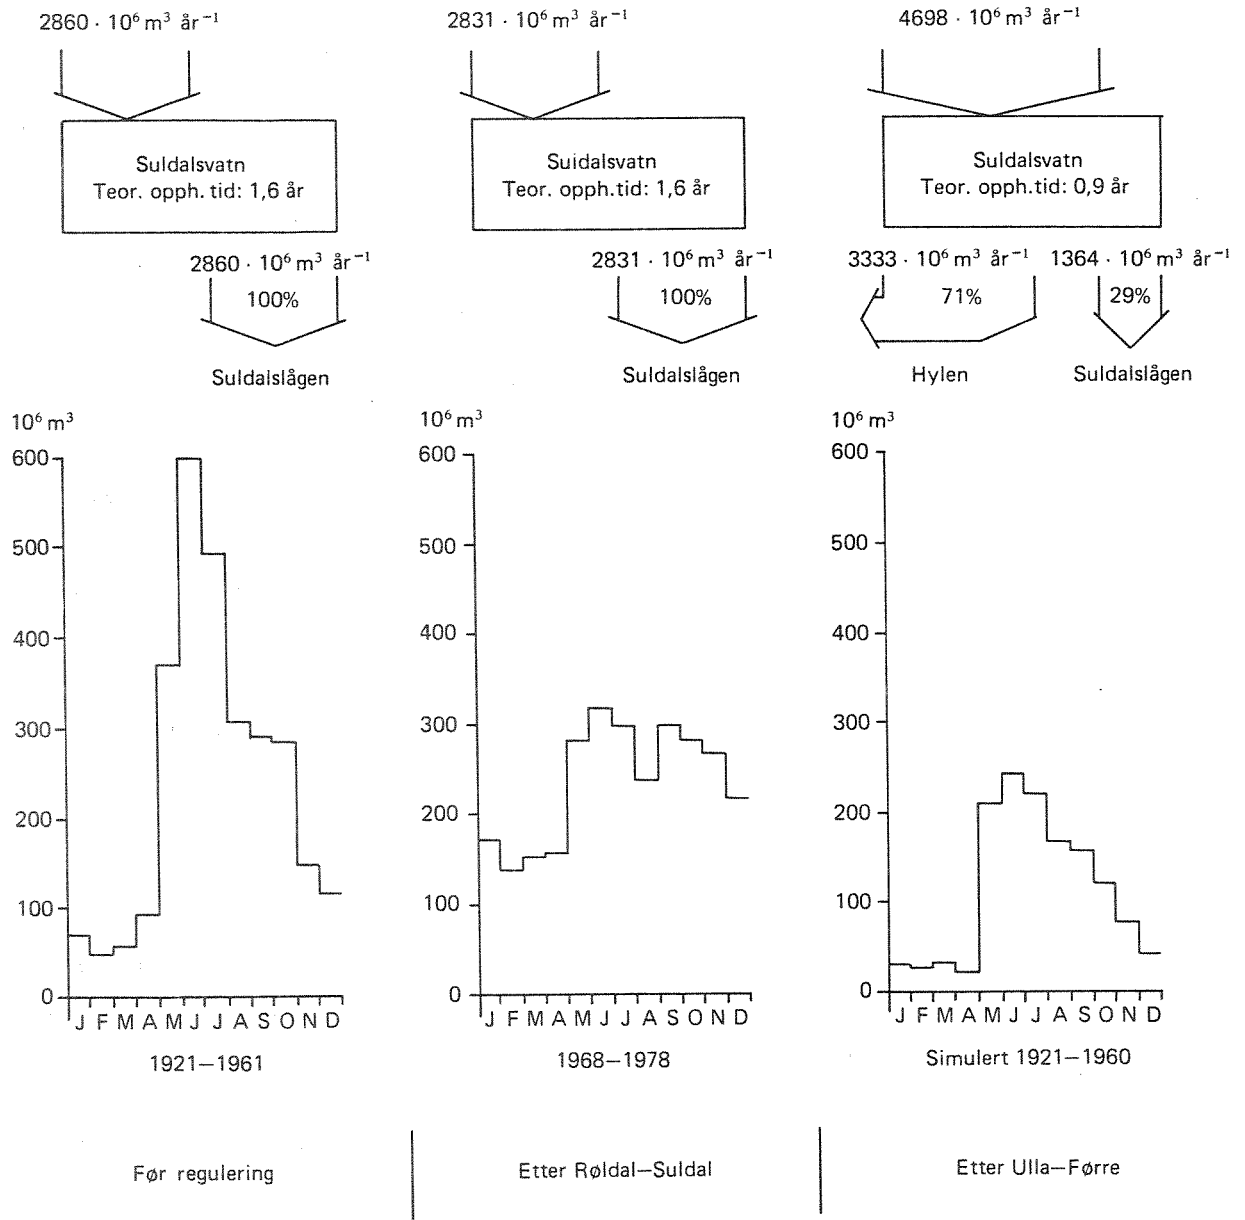 2860 · 10⁶ m³ år⁻¹
Suldalsvatn
Teor. opph.tid: 1,6 år
2860 · 10⁶ m³ år⁻¹
100%
Suldalslågen
10⁶ m³
600
500
400
300
200
100
0
J F M A M J J A S O N D
1921–1961
Før regulering
2831 · 10⁶ m³ år⁻¹
Suldalsvatn
Teor. opph.tid: 1,6 år
2831 · 10⁶ m³ år⁻¹
100%
Suldalslågen
10⁶ m³
600
500
400
300
200
100
0
J F M A M J J A S O N D
1968–1978
Etter Røldal–Suldal
4698 · 10⁶ m³ år⁻¹
Suldalsvatn
Teor. opph.tid: 0,9 år
3333 · 10⁶ m³ år⁻¹
71%
Hylen
1364 · 10⁶ m³ år⁻¹
29%
Suldalslågen
10⁶ m³
600
500
400
300
200
100
0
J F M A M J J A S O N D
Simulert 1921–1960
Etter Ulla–Førre